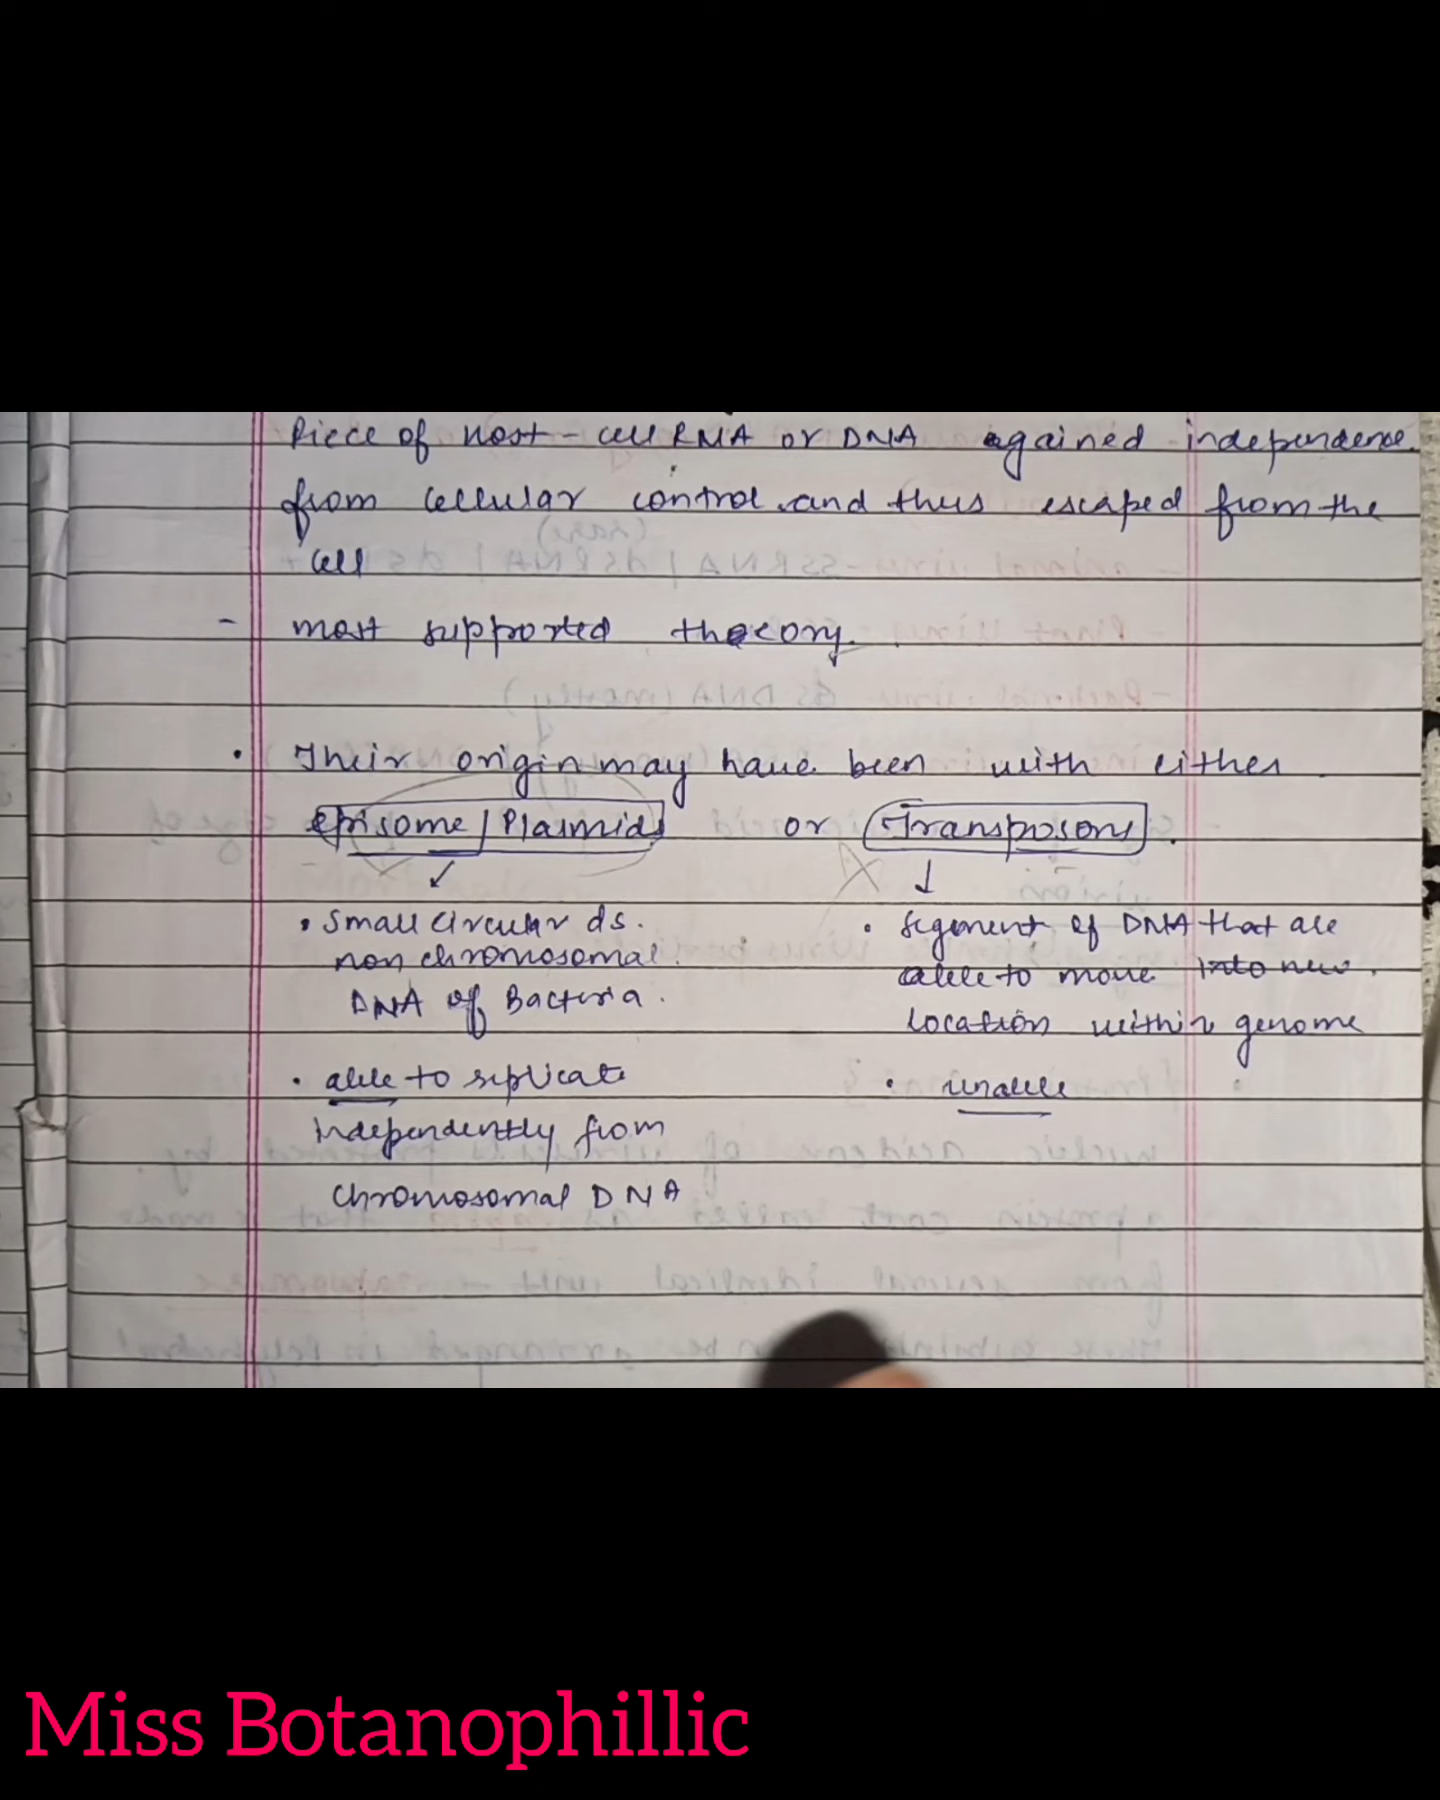 Piece of host-cell RNA or DNA gained independence
from cellular control and thus escaped from the
cell
- most supported theory.
• Their origin may have been with either
episome/Plasmids or Transposons.
• small circular ds.
non chromosomal
DNA of Bacteria.
• able to replicate
independently from
chromosomal DNA
• segment of DNA that are
able to move into new
location within genome
• unable
Miss Botanophillic